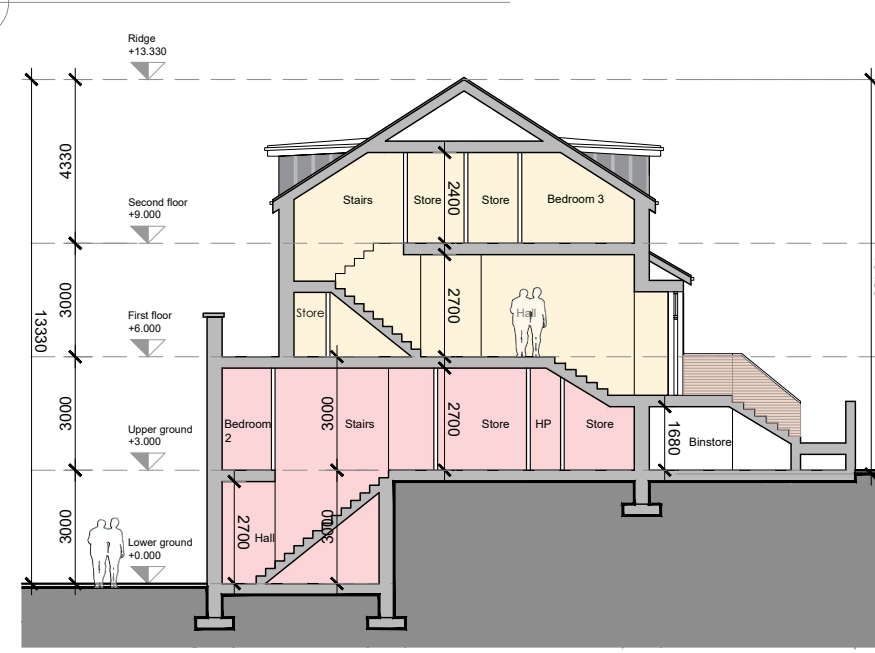 Ridge
+13.330
4330
Second floor
+9.000
Stairs
Store
2400
Store
Bedroom 3
3000
13330
First floor
+6.000
Store
2700
Hall
3000
Upper ground
+3.000
Bedroom
2
3000
Stairs
2700
Store
HP
Store
1680
Binstore
3000
Lower ground
+0.000
2700
Hall
3000